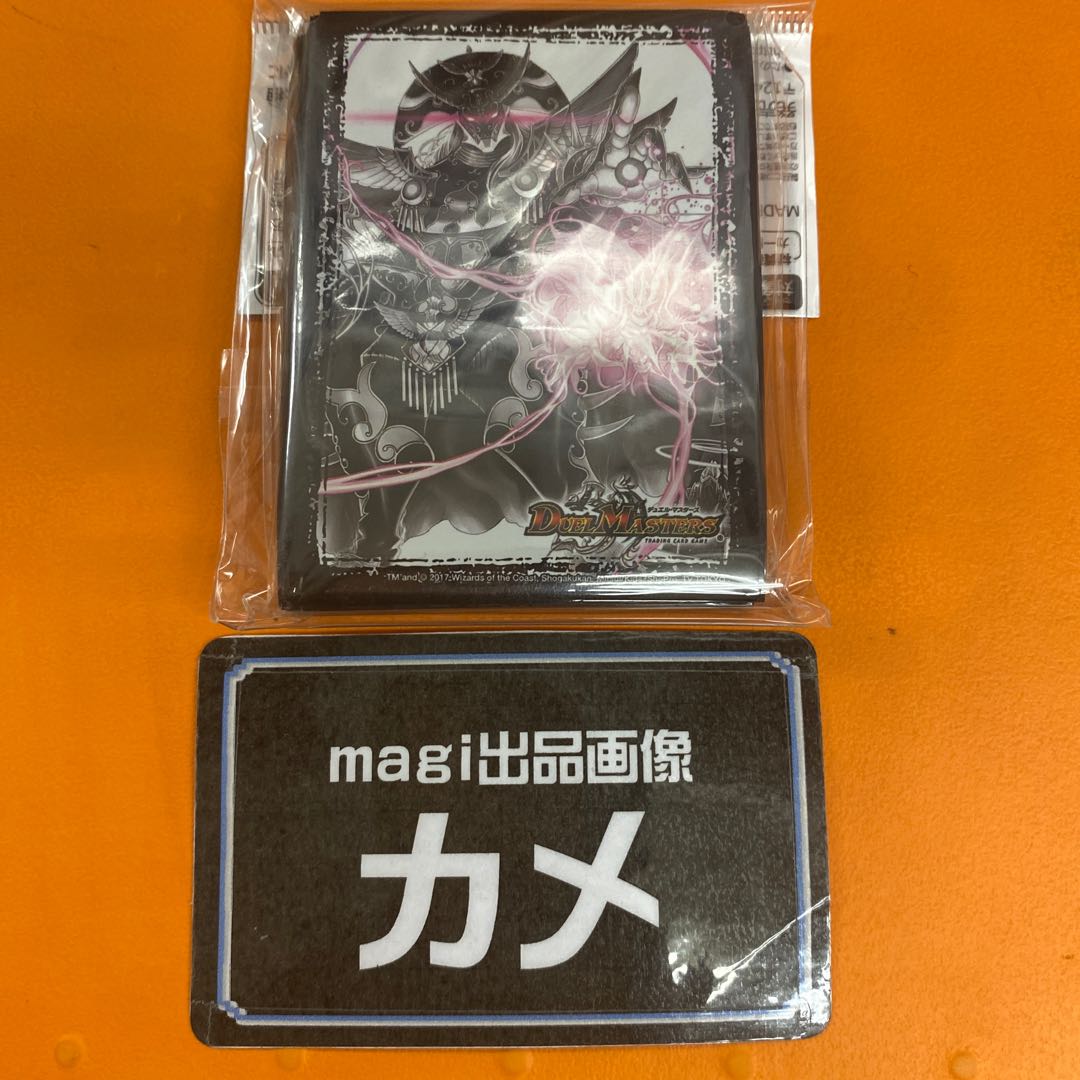 デュエル・マスターズ
DUEL MASTERS
TRADING CARD GAME
TM and © 2017 Wizards of the Coast, Shogakukan,
magi出品画像
カメ